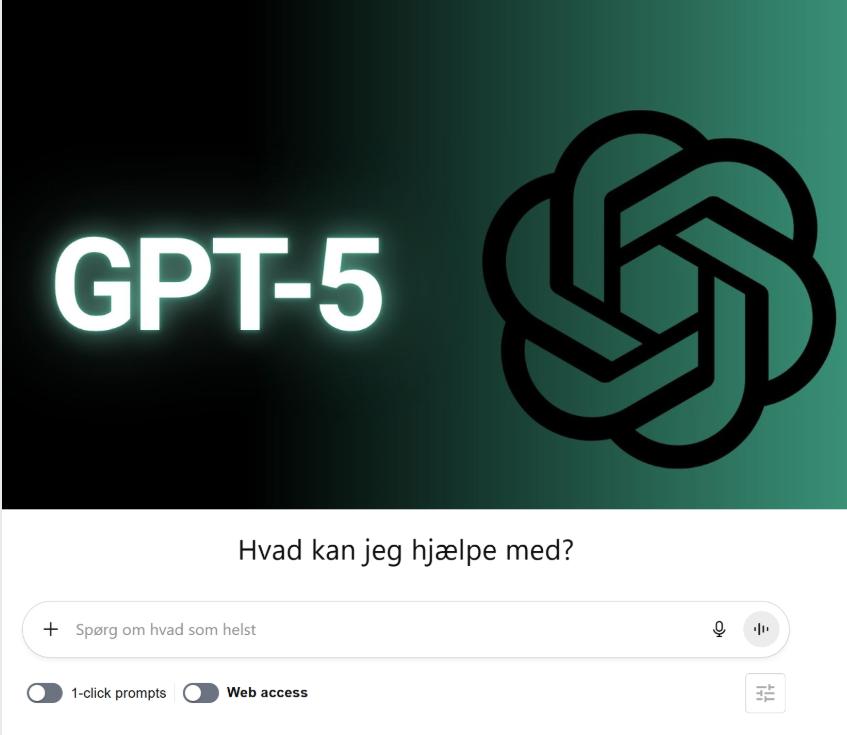 GPT-5
Hvad kan jeg hjælpe med?
Spørg om hvad som helst
1-click prompts
Web access